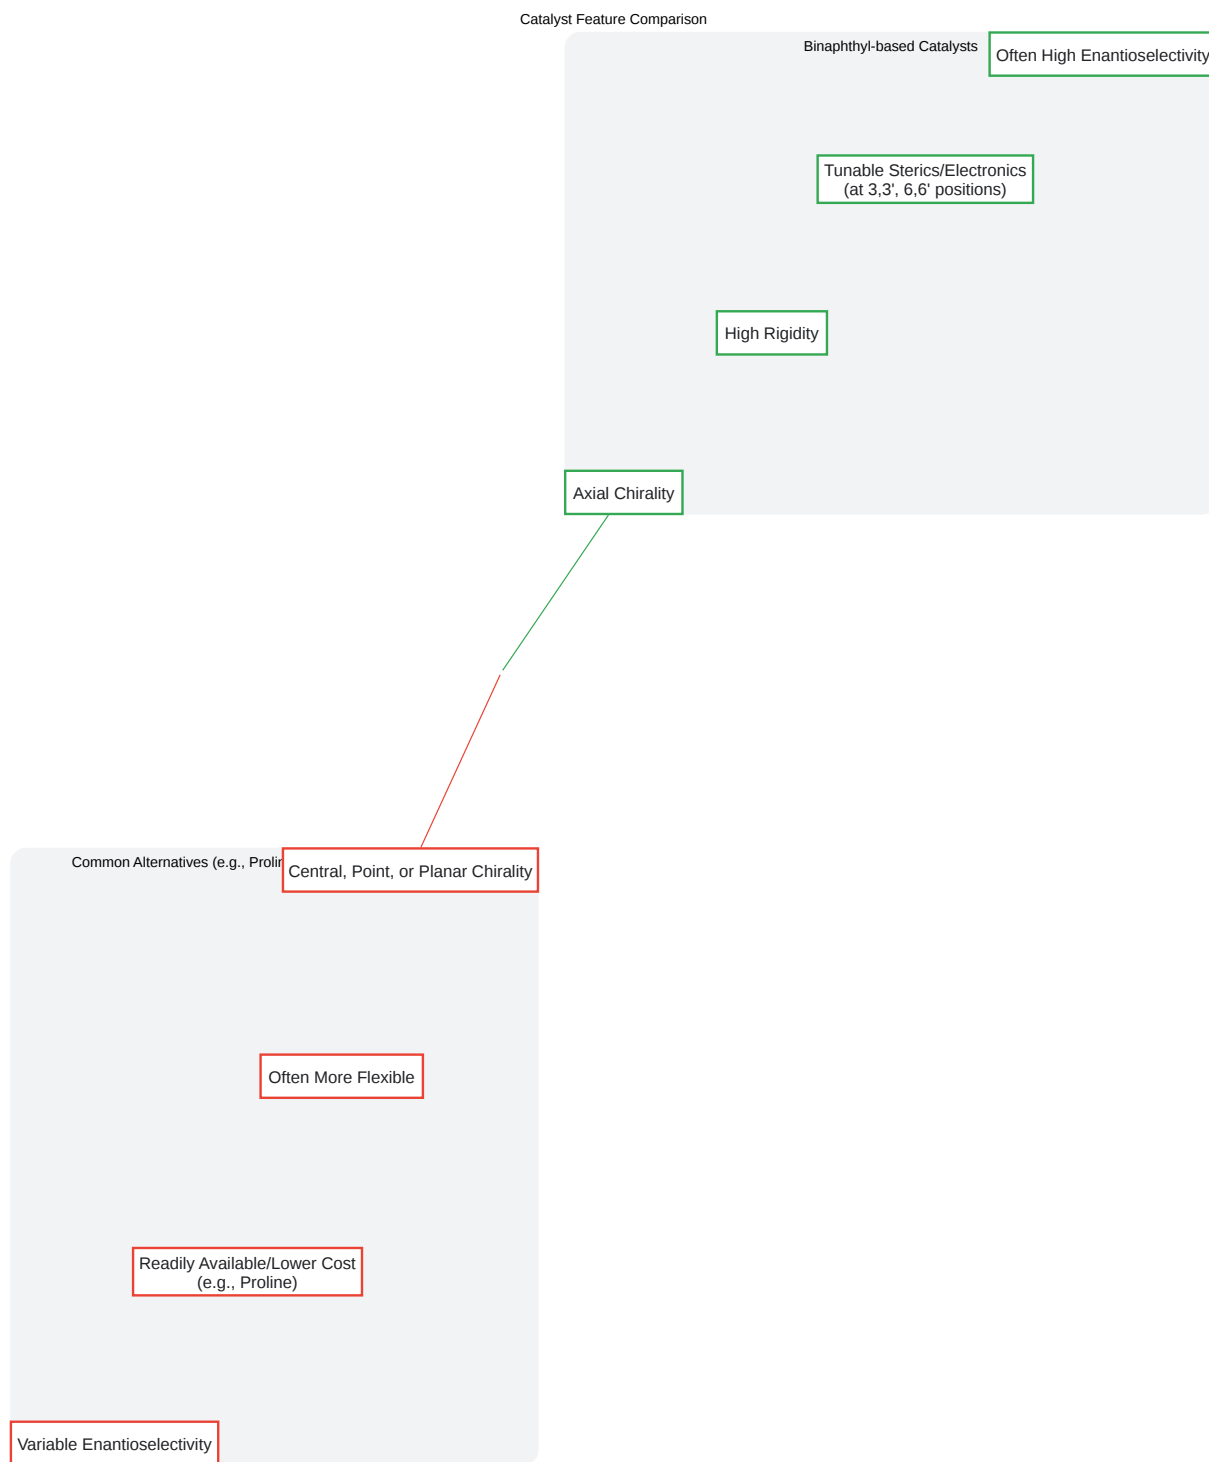 Catalyst Feature Comparison
Binaphthyl-based Catalysts
Often High Enantioselectivity
Tunable Sterics/Electronics
(at 3,3', 6,6' positions)
High Rigidity
Axial Chirality
Common Alternatives (e.g.,
Central, Point, or Planar Chirality
Often More Flexible
Readily Available/Lower Cost
(e.g., Proline)
Variable Enantioselectivity